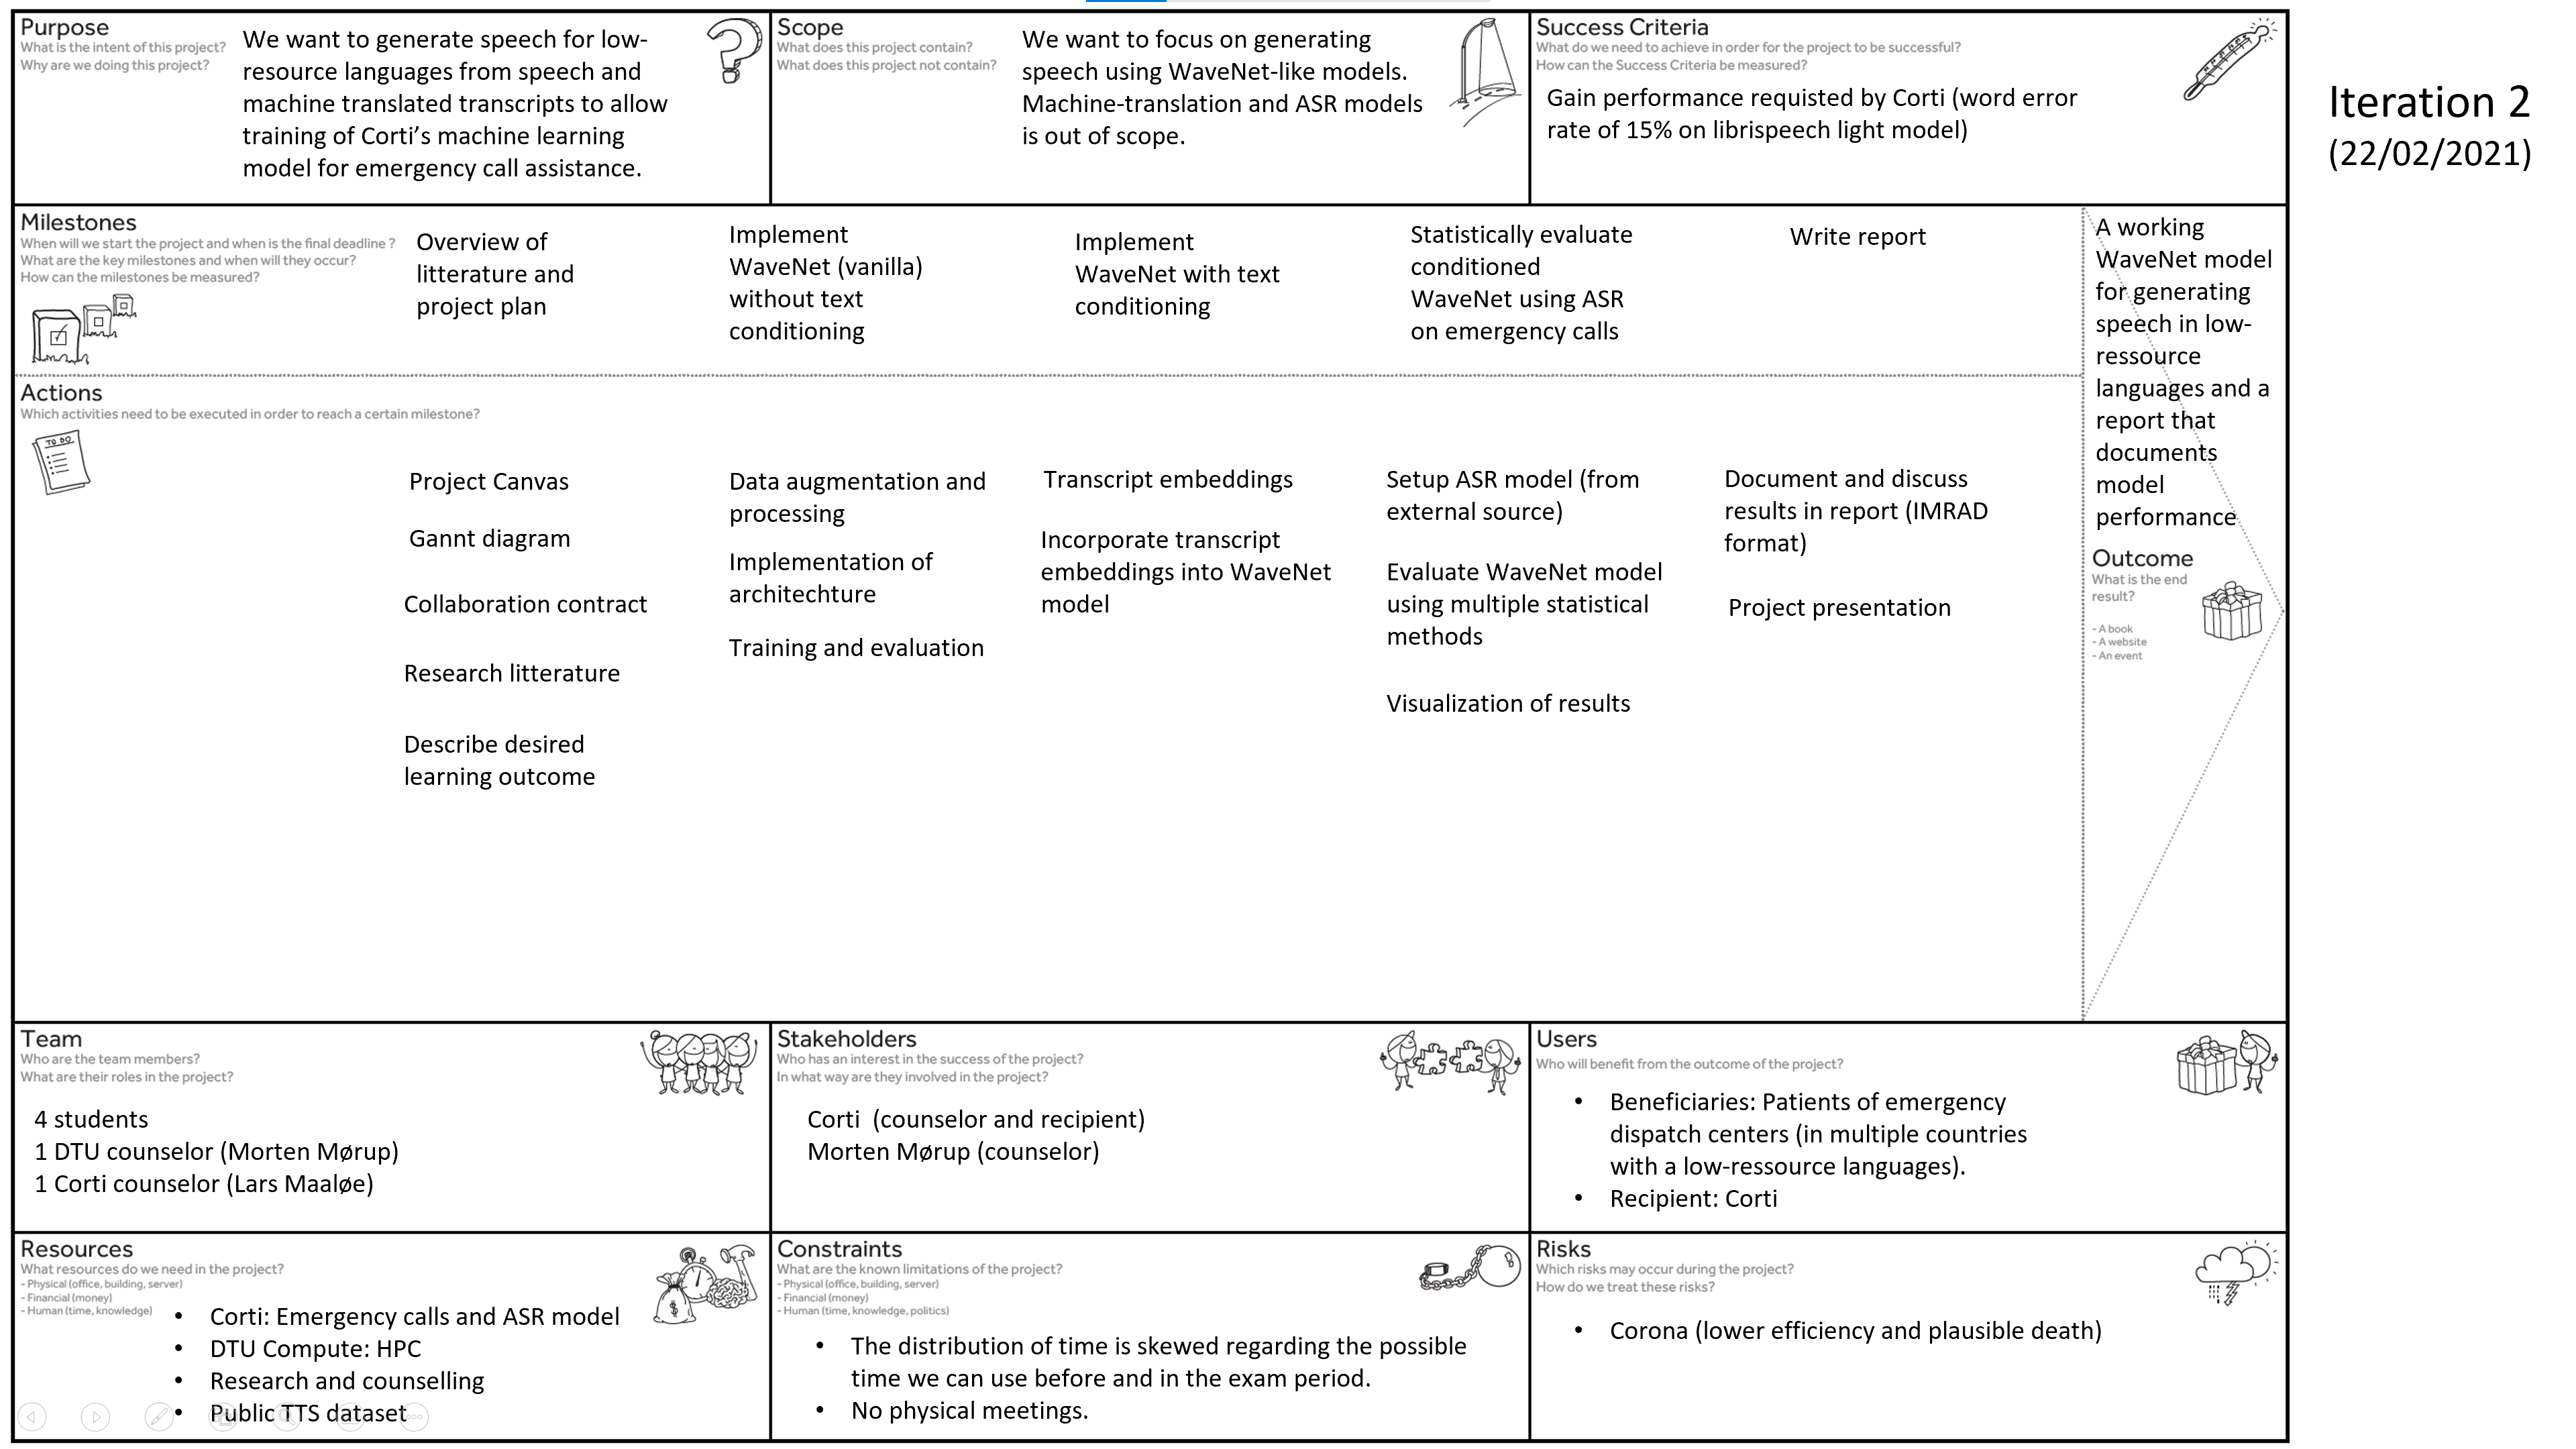 Purpose
What is the intent of this project?
Why are we doing this project?
We want to generate speech for low-
resource languages from speech and
machine translated transcripts to allow
training of Corti's machine learning
model for emergency call assistance.
Scope
What does this project contain?
What does this project not contain?
We want to focus on generating
speech using WaveNet-like models.
Machine-translation and ASR models
is out of scope.
Success Criteria
What do we need to achieve in order for the project to be successful?
How can the Success Criteria be measured?
Gain performance requisted by Corti (word error
rate of 15% on librispeech light model)
Iteration 2
(22/02/2021)
Milestones
When will we start the project and when is the final deadline ?
What are the key milestones and when will they occur?
How can the milestones be measured?
Overview of
litterature and
project plan
Implement
WaveNet (vanilla)
without text
conditioning
Implement
WaveNet with text
conditioning
Statistically evaluate
conditioned
WaveNet using ASR
on emergency calls
Write report
A working
WaveNet model
for generating
speech in low-
ressource
languages and a
report that
documents
model
performance
Outcome
What is the end
result?
- A book
- A website
- An event
Actions
Which activities need to be executed in order to reach a certain milestone?
TO DO
Project Canvas
Gannt diagram
Collaboration contract
Research litterature
Describe desired
learning outcome
Data augmentation and
processing
Implementation of
architechture
Training and evaluation
Transcript embeddings
Incorporate transcript
embeddings into WaveNet
model
Setup ASR model (from
external source)
Evaluate WaveNet model
using multiple statistical
methods
Visualization of results
Document and discuss
results in report (IMRAD
format)
Project presentation
Team
Who are the team members?
What are their roles in the project?
4 students
1 DTU counselor (Morten Mørup)
1 Corti counselor (Lars Maaløe)
Stakeholders
Who has an interest in the success of the project?
In what way are they involved in the project?
Corti  (counselor and recipient)
Morten Mørup (counselor)
Users
Who will benefit from the outcome of the project?
• Beneficiaries: Patients of emergency
dispatch centers (in multiple countries
with a low-ressource languages).
• Recipient: Corti
Resources
What resources do we need in the project?
- Physical (office, building, server)
- Financial (money)
- Human (time, knowledge)
$
• Corti: Emergency calls and ASR model
• DTU Compute: HPC
• Research and counselling
• Public TTS dataset
Constraints
What are the known limitations of the project?
- Physical (office, building, server)
- Financial (money)
- Human (time, knowledge, politics)
• The distribution of time is skewed regarding the possible
time we can use before and in the exam period.
• No physical meetings.
Risks
Which risks may occur during the project?
How do we treat these risks?
• Corona (lower efficiency and plausible death)